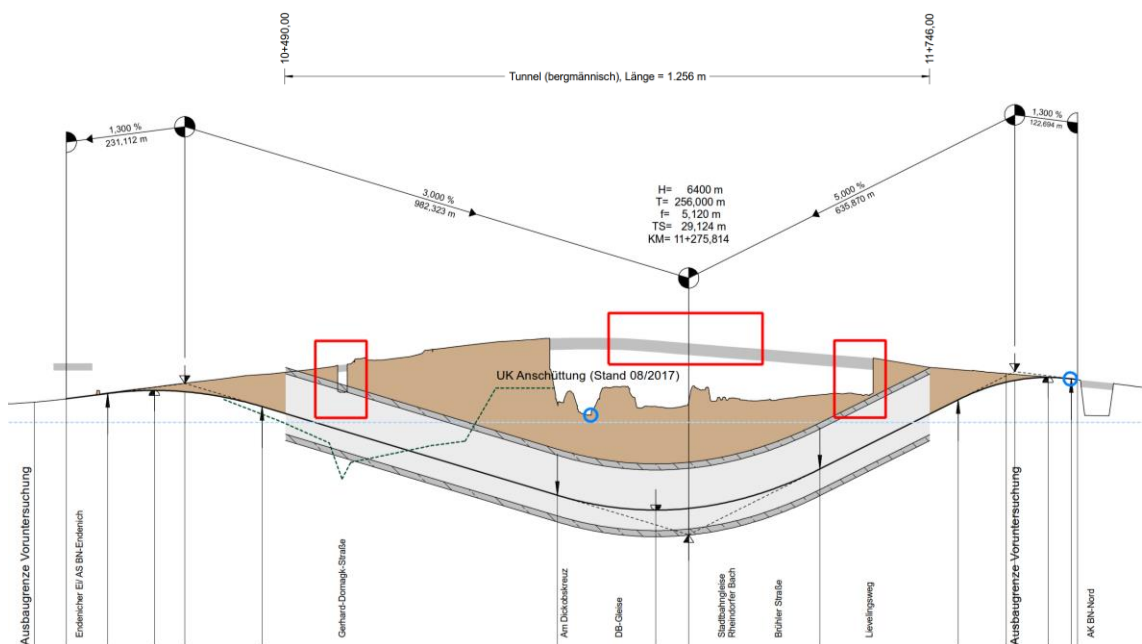 10+490,00
11+746,00
Tunnel (bergmännisch), Länge = 1.256 m
1,300 %
231,112 m
1,300 %
122,694 m
3,000 %
982,323 m
5,000 %
635,870 m
H= 6400 m
T= 256,000 m
f= 5,120 m
TS= 29,124 m
KM= 11+275,814
UK Anschüttung (Stand 08/2017)
Ausbaugrenze Voruntersuchung
Endenicher Ei/ AS BN-Endenich
Gerhard-Domagk-Straße
Am Dickobskreuz
DB-Gleise
Stadtbahngleise
Rheindorfer Bach
Brühler Straße
Lievelingsweg
Ausbaugrenze Voruntersuchung
AK BN-Nord